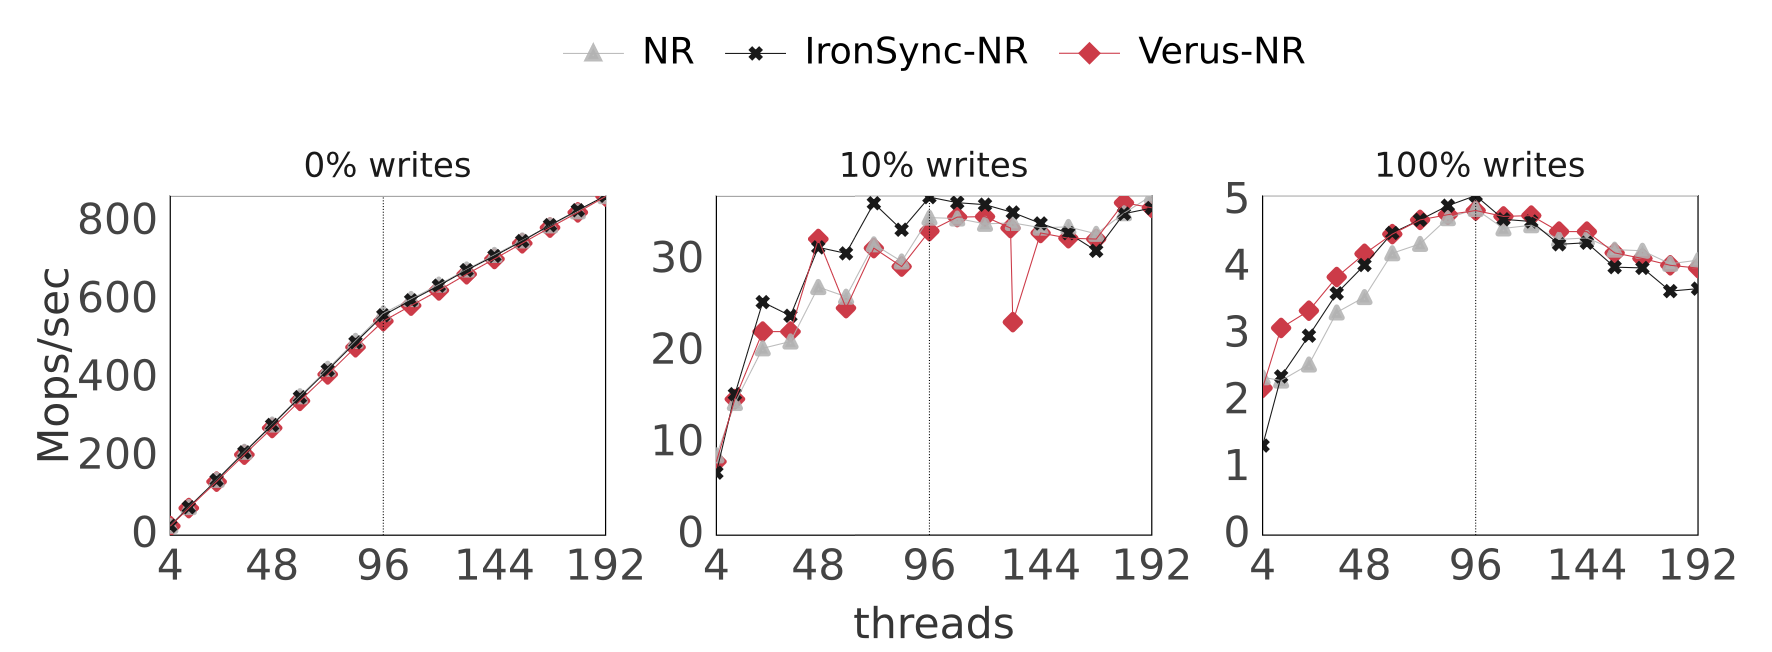 NR IronSync-NR Verus-NR
0% writes 10% writes 100% writes
Mops/sec
800
600
400
200
0
4 48 96 144 192
30
20
10
0
4 48 96 144 192
5
4
3
2
1
0
4 48 96 144 192
threads